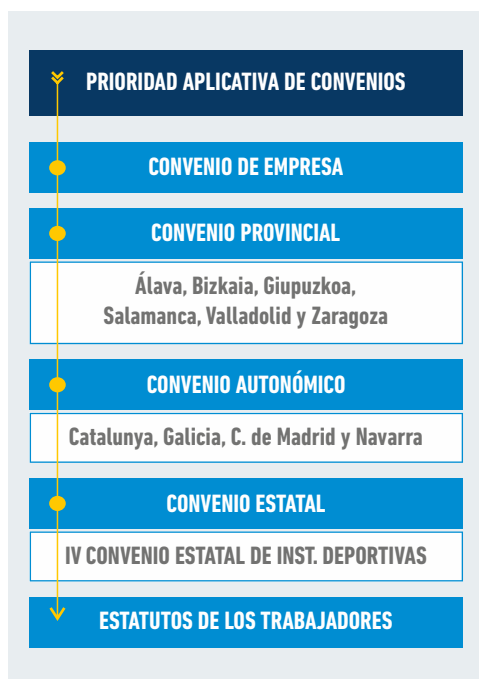 PRIORIDAD APLICATIVA DE CONVENIOS
CONVENIO DE EMPRESA
CONVENIO PROVINCIAL
Álava, Bizkaia, Giupuzkoa,
Salamanca, Valladolid y Zaragoza
CONVENIO AUTONÓMICO
Catalunya, Galicia, C. de Madrid y Navarra
CONVENIO ESTATAL
IV CONVENIO ESTATAL DE INST. DEPORTIVAS
ESTATUTOS DE LOS TRABAJADORES